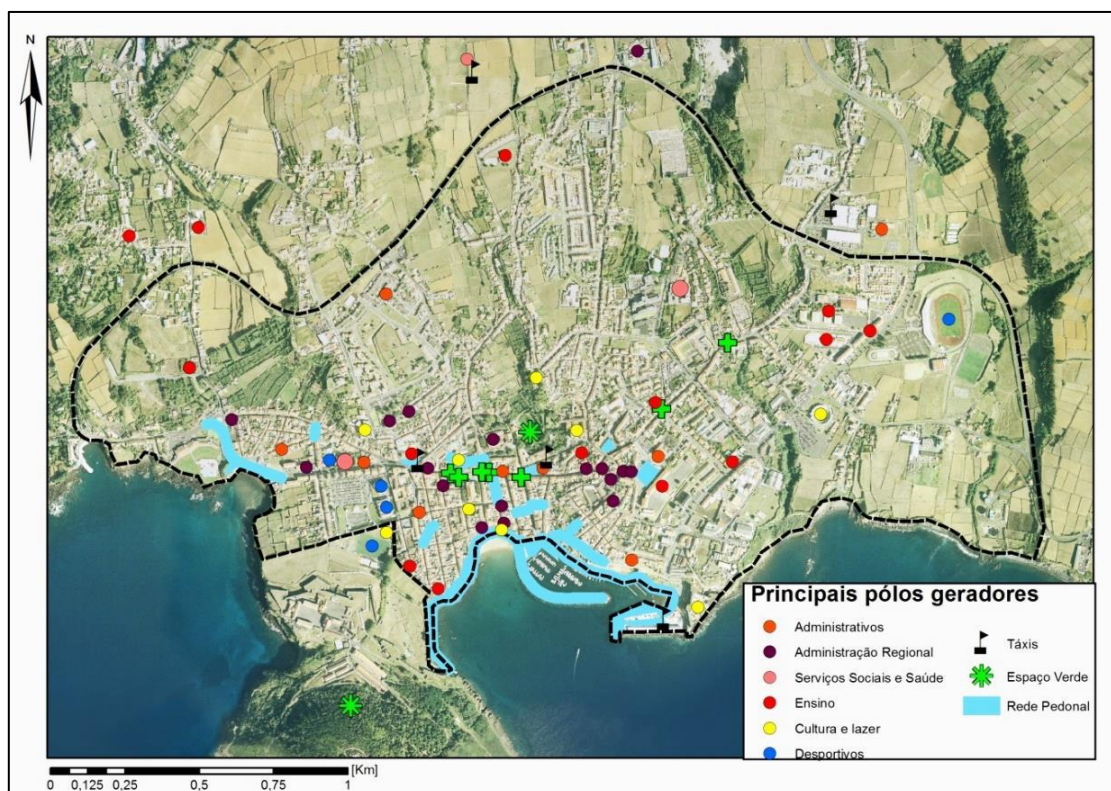 N
Principais pólos geradores
Administrativos
Administração Regional
Serviços Sociais e Saúde
Ensino
Cultura e lazer
Desportivos
Táxis
Espaço Verde
Rede Pedonal
[Km]
0 0,125 0,25 0,5 0,75 1